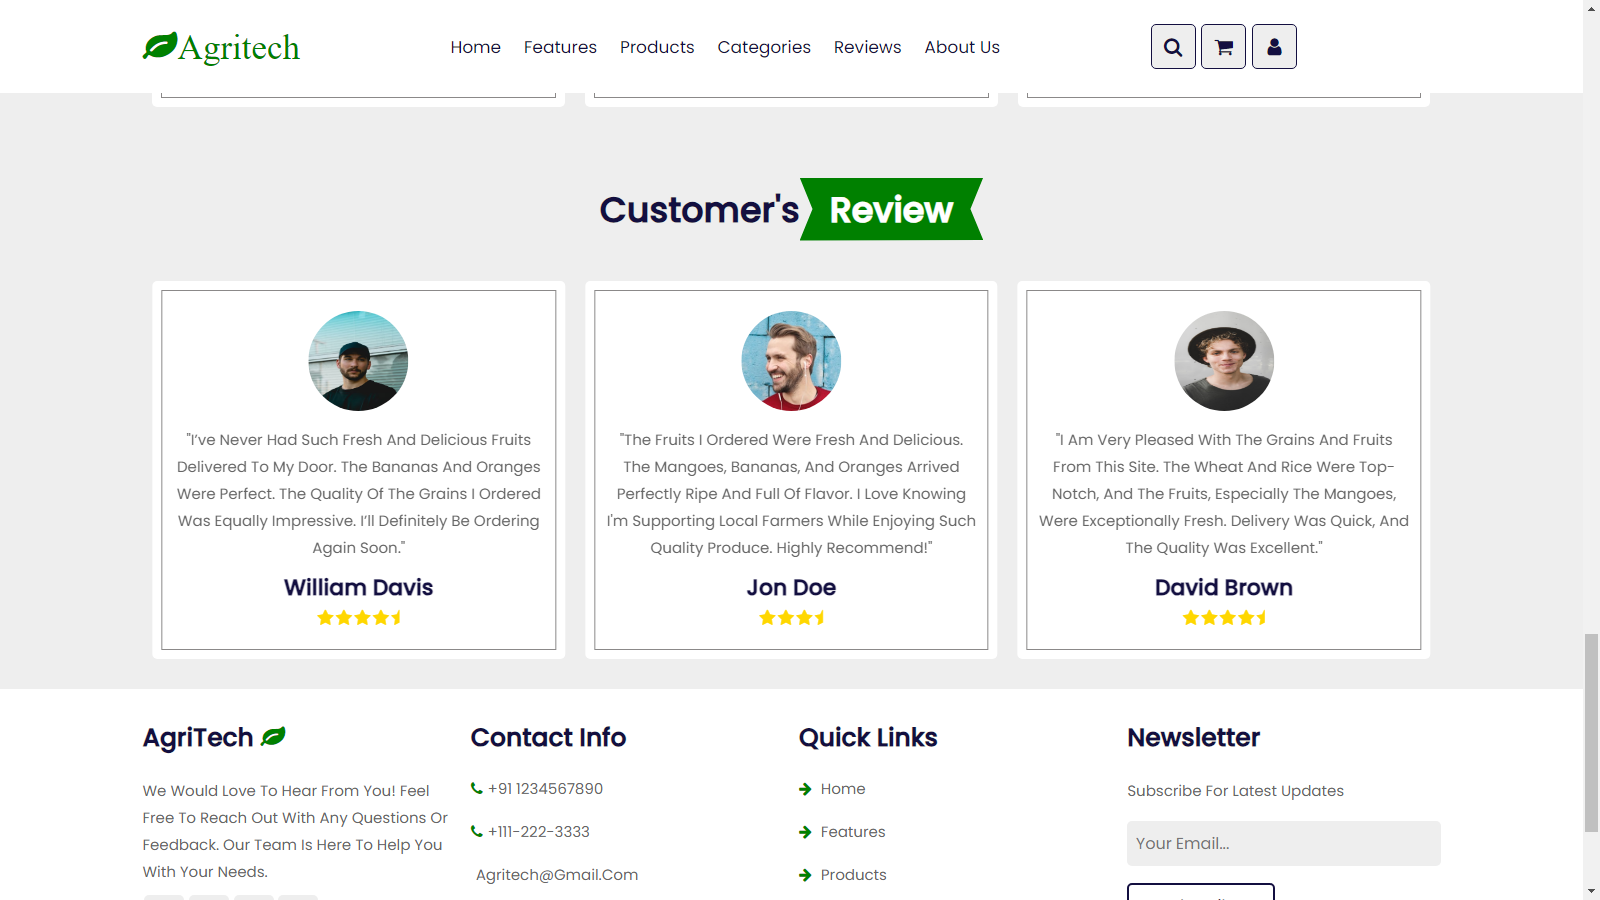 Agritech
Home Features Products Categories Reviews About Us
Customer's Review
"I’ve Never Had Such Fresh And Delicious Fruits
Delivered To My Door. The Bananas And Oranges
Were Perfect. The Quality Of The Grains I Ordered
Was Equally Impressive. I’ll Definitely Be Ordering
Again Soon."
William Davis
"The Fruits I Ordered Were Fresh And Delicious.
The Mangoes, Bananas, And Oranges Arrived
Perfectly Ripe And Full Of Flavor. I Love Knowing
I'm Supporting Local Farmers While Enjoying Such
Quality Produce. Highly Recommend!"
Jon Doe
"I Am Very Pleased With The Grains And Fruits
From This Site. The Wheat And Rice Were Top-
Notch, And The Fruits, Especially The Mangoes,
Were Exceptionally Fresh. Delivery Was Quick, And
The Quality Was Excellent."
David Brown
AgriTech
We Would Love To Hear From You! Feel
Free To Reach Out With Any Questions Or
Feedback. Our Team Is Here To Help You
With Your Needs.
Contact Info
+91 1234567890
+111-222-3333
Agritech@Gmail.Com
Quick Links
Home
Features
Products
Newsletter
Subscribe For Latest Updates
Your Email...